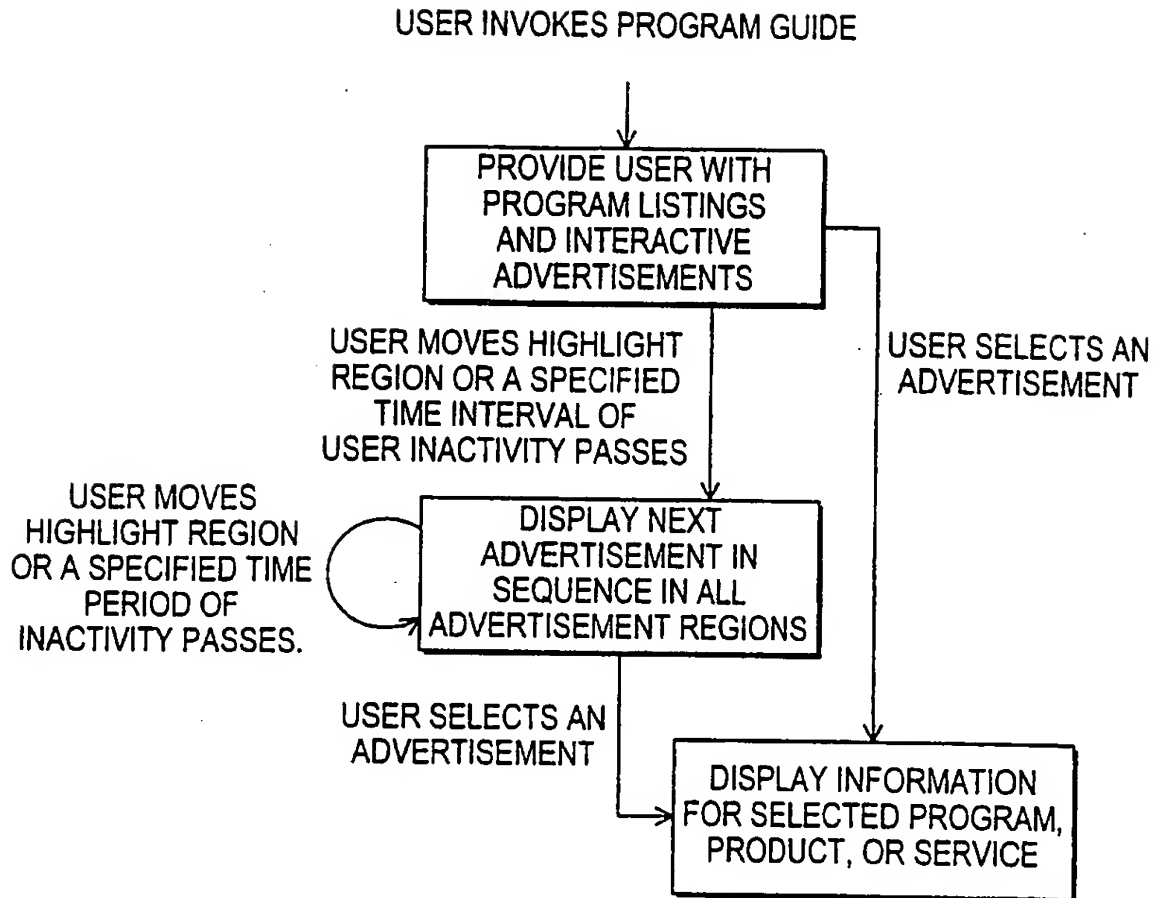 USER INVOKES PROGRAM GUIDE
PROVIDE USER WITH
PROGRAM LISTINGS
AND INTERACTIVE
ADVERTISEMENTS
USER MOVES HIGHLIGHT
REGION OR A SPECIFIED
TIME INTERVAL OF
USER INACTIVITY PASSES
USER SELECTS AN
ADVERTISEMENT
USER MOVES
HIGHLIGHT REGION
OR A SPECIFIED TIME
PERIOD OF
INACTIVITY PASSES.
DISPLAY NEXT
ADVERTISEMENT IN
SEQUENCE IN ALL
ADVERTISEMENT REGIONS
USER SELECTS AN
ADVERTISEMENT
DISPLAY INFORMATION
FOR SELECTED PROGRAM,
PRODUCT, OR SERVICE